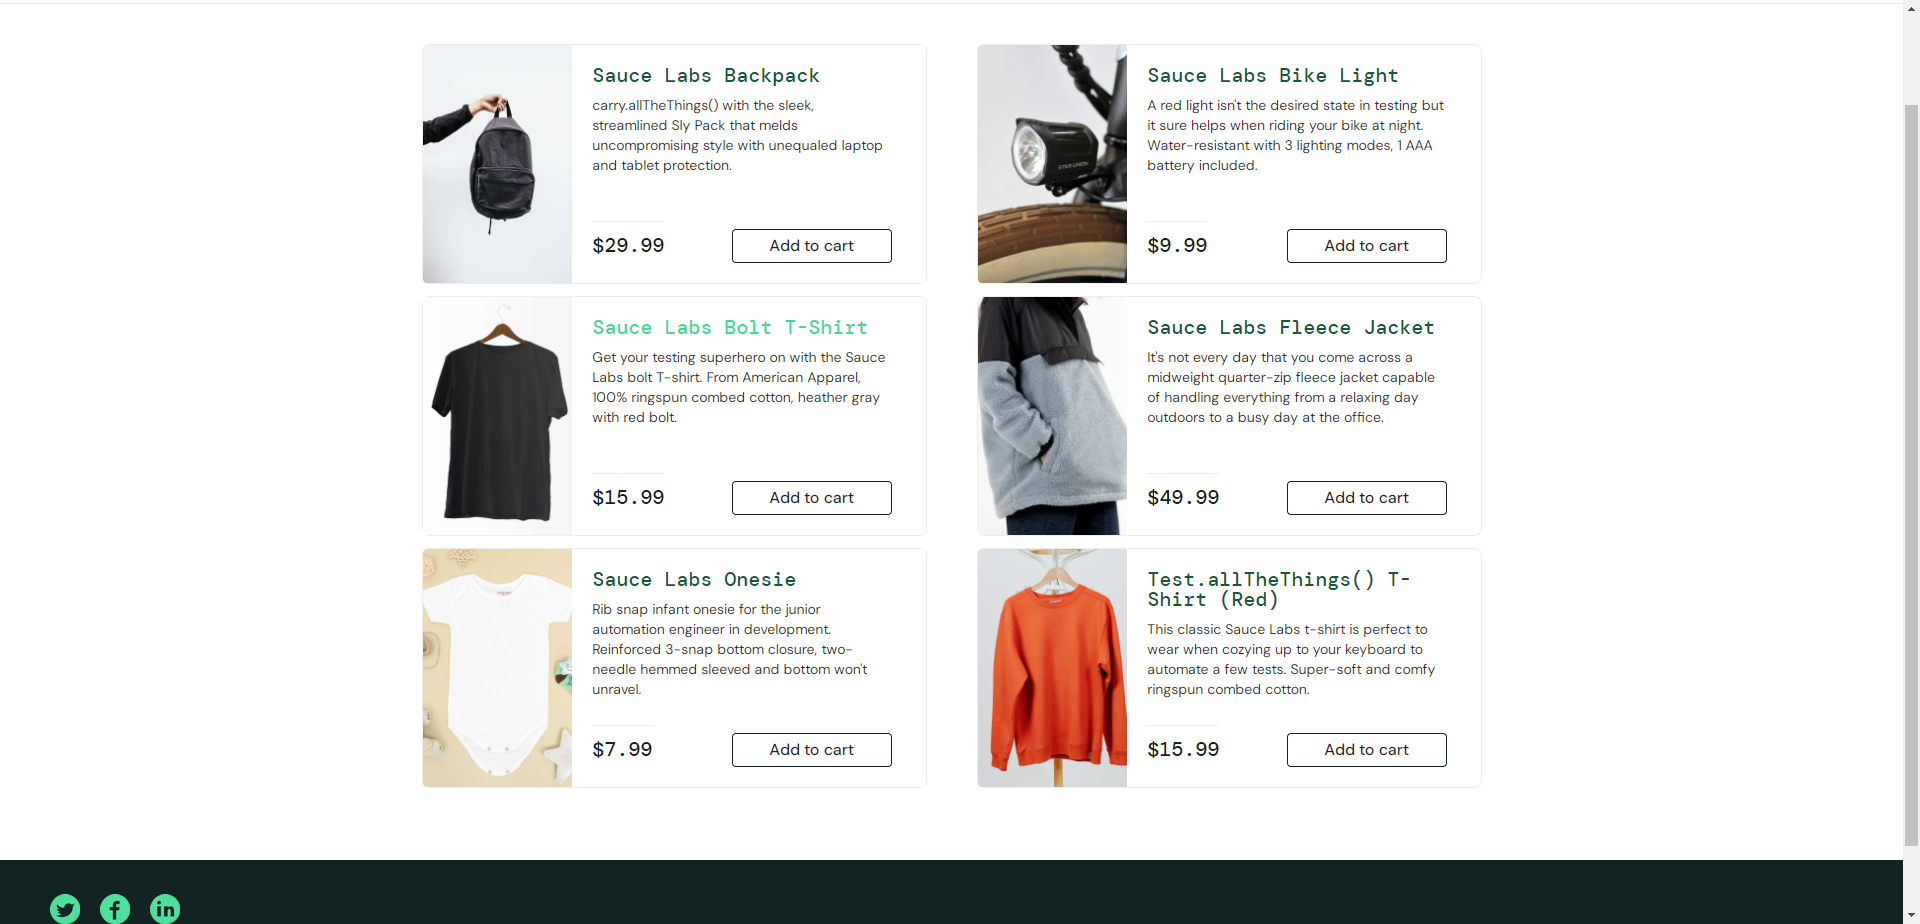 Sauce Labs Backpack
carry.allTheThings() with the sleek,
streamlined Sly Pack that melds
uncompromising style with unequaled laptop
and tablet protection.
$29.99
Add to cart
Sauce Labs Bike Light
A red light isn't the desired state in testing but
it sure helps when riding your bike at night.
Water-resistant with 3 lighting modes, 1 AAA
battery included.
$9.99
Add to cart
Sauce Labs Bolt T-Shirt
Get your testing superhero on with the Sauce
Labs bolt T-shirt. From American Apparel,
100% ringspun combed cotton, heather gray
with red bolt.
$15.99
Add to cart
Sauce Labs Fleece Jacket
It's not every day that you come across a
midweight quarter-zip fleece jacket capable
of handling everything from a relaxing day
outdoors to a busy day at the office.
$49.99
Add to cart
Sauce Labs Onesie
Rib snap infant onesie for the junior
automation engineer in development.
Reinforced 3-snap bottom closure, two-
needle hemmed sleeved and bottom won't
unravel.
$7.99
Add to cart
Test.allTheThings() T-
Shirt (Red)
This classic Sauce Labs t-shirt is perfect to
wear when cozying up to your keyboard to
automate a few tests. Super-soft and comfy
ringspun combed cotton.
$15.99
Add to cart